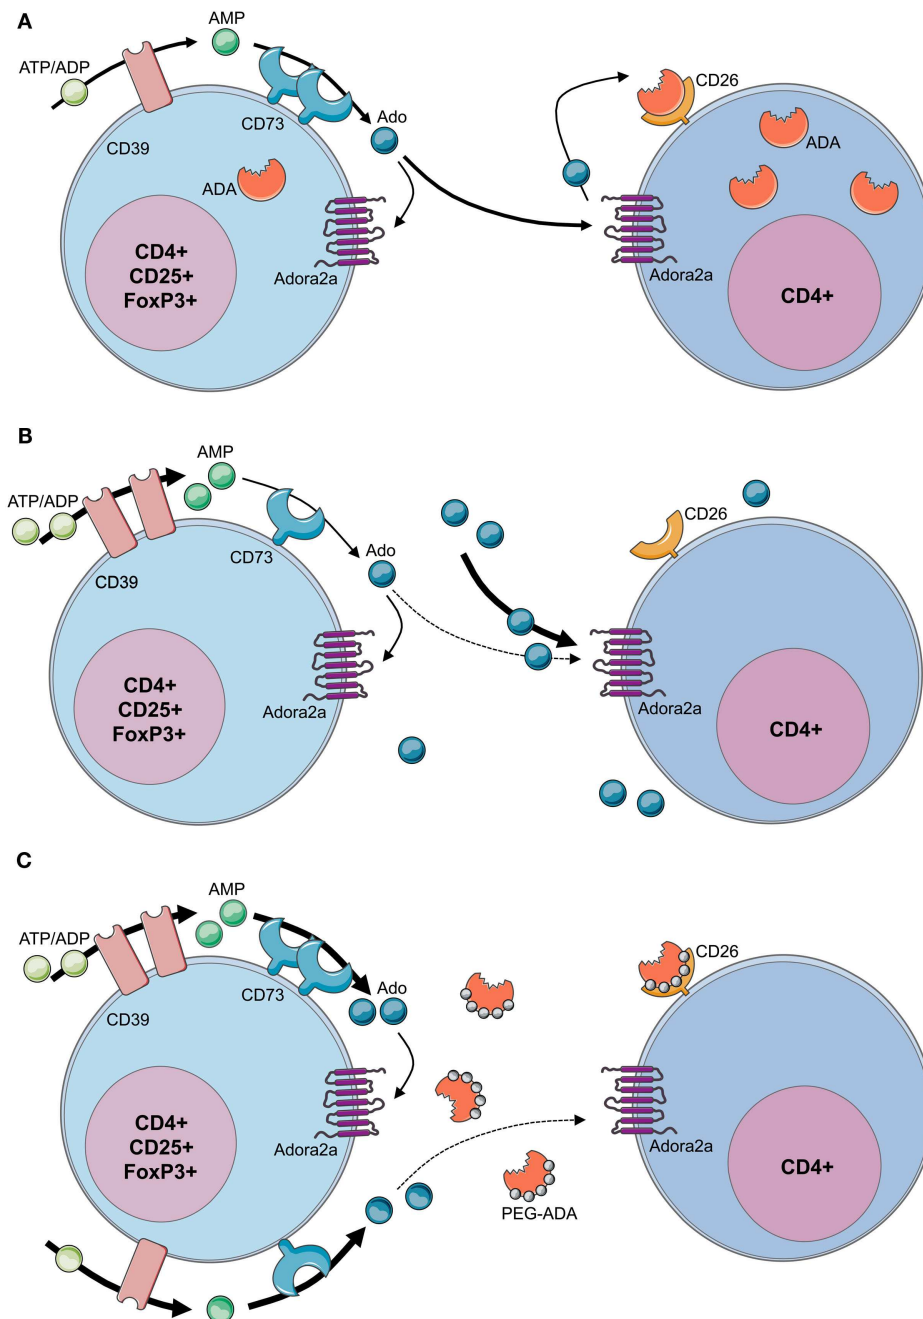 A
AMP
ATP/ADP
CD26
CD73
Ado
CD39
ADA
ADA
CD4+
CD25+
FoxP3+
Adora2a
Adora2a
CD4+
B
AMP
ATP/ADP
CD26
CD73
Ado
CD39
CD4+
CD25+
FoxP3+
Adora2a
Adora2a
CD4+
C
AMP
ATP/ADP
CD26
CD73
Ado
CD39
CD4+
CD25+
FoxP3+
Adora2a
Adora2a
CD4+
PEG-ADA